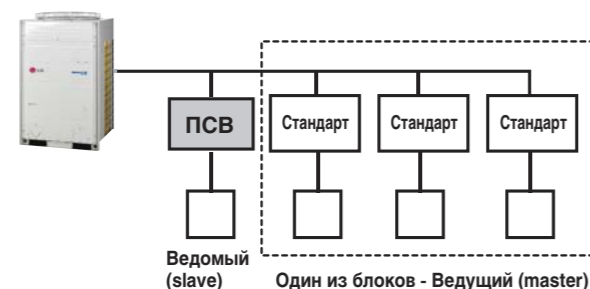 ПСВ
Стандарт
Стандарт
Стандарт
Ведомый
(slave)
Один из блоков - Ведущий (master)